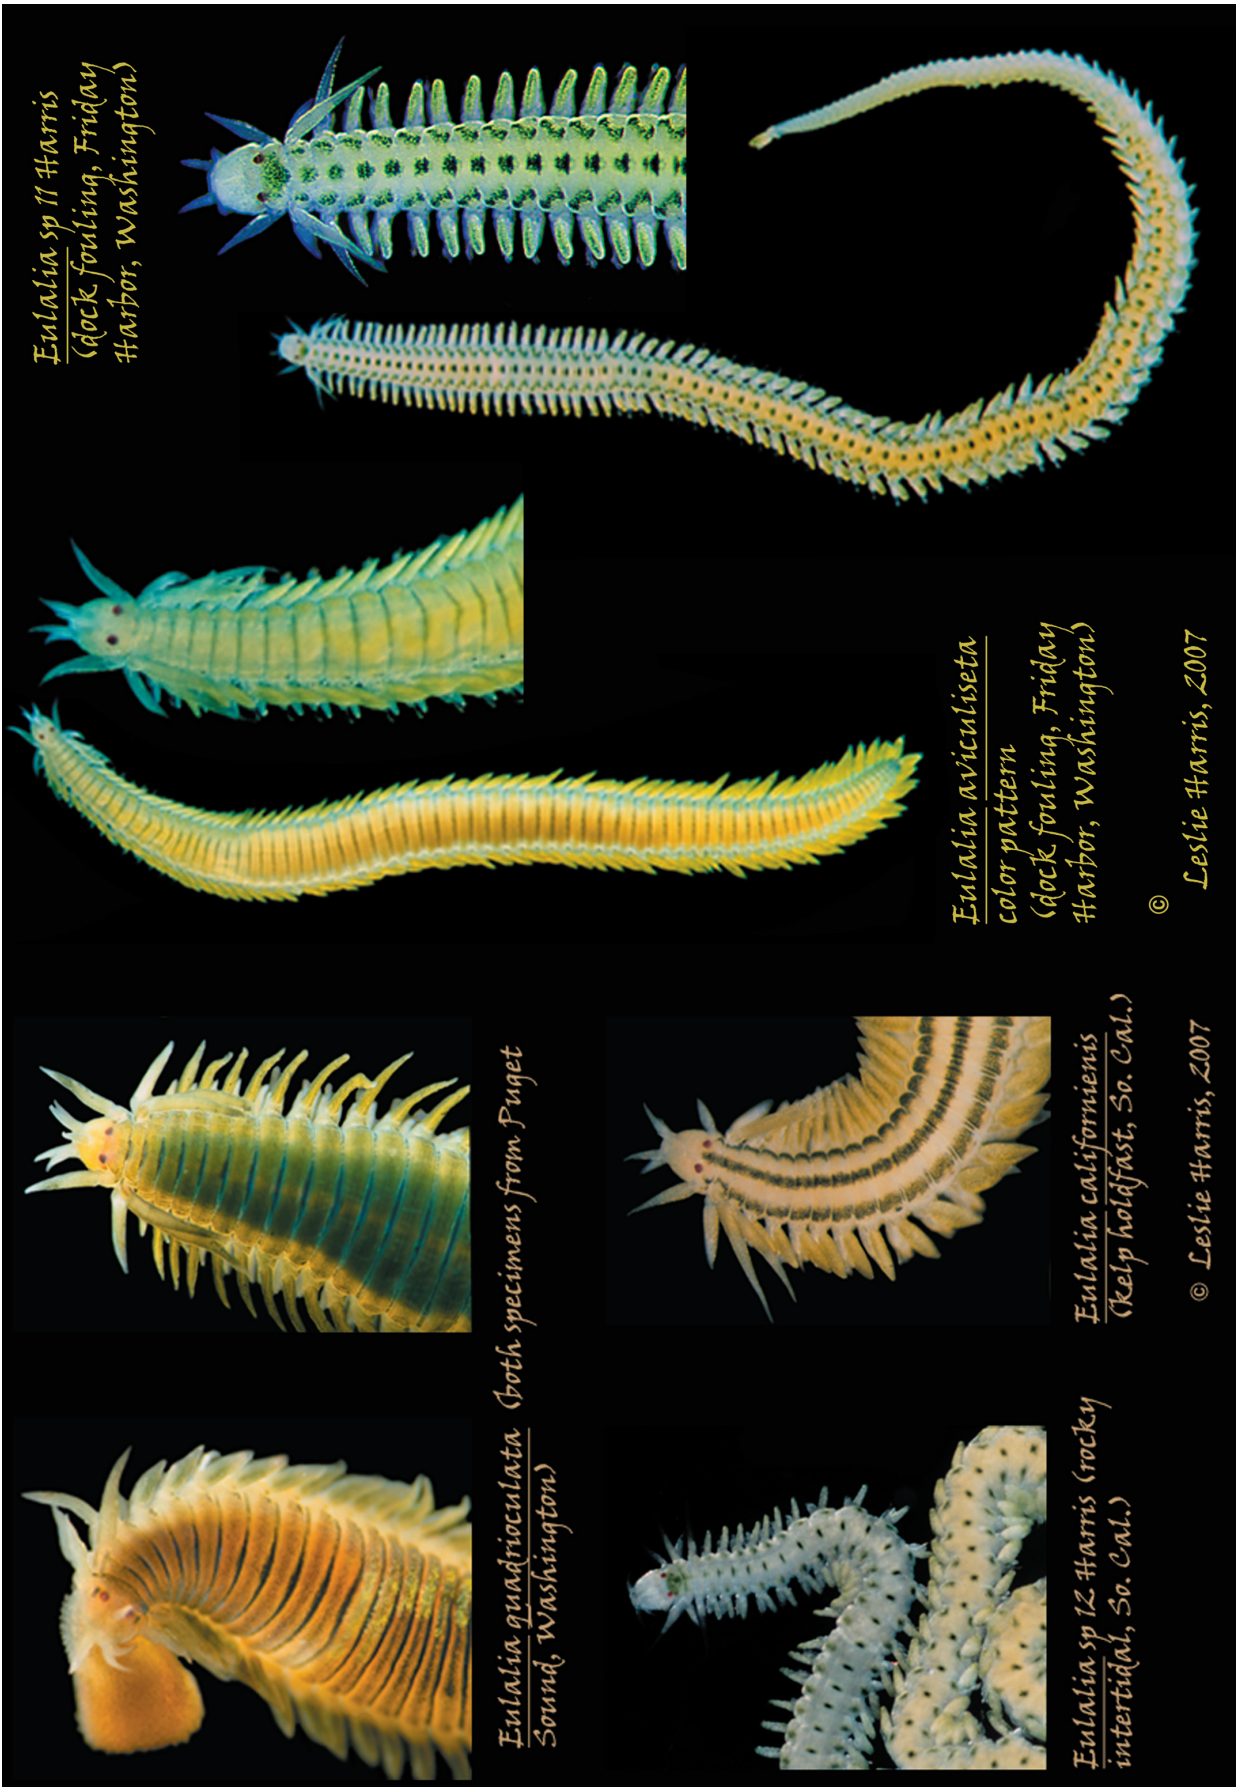 Eulalia quadrioculata (both specimens from Puget
Sound, Washington)
Eulalia sp 12 Harris (rocky
intertidal, So. Cal.)
Eulalia californienis
(kelp holdfast, So. Cal.)
© Leslie Harris, 2007
Eulalia sp 11 Harris
(dock fouling, Friday
Harbor, Washington)
Eulalia aviculiseta
color pattern
(dock fouling, Friday
Harbor, Washington)
©
Leslie Harris, 2007